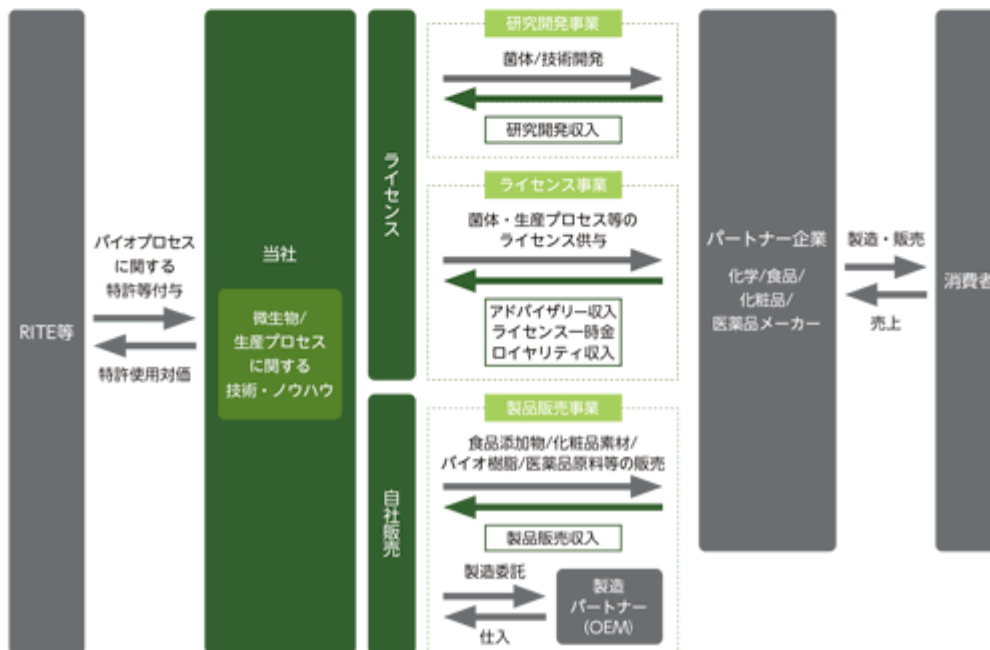 RITE等
バイオプロセス
に関する
特許等付与
特許使用対価
当社
微生物/
生産プロセス
に関する
技術・ノウハウ
ライセンス
研究開発事業
菌体/技術開発
研究開発収入
ライセンス事業
菌体・生産プロセス等の
ライセンス供与
アドバイザリー収入
ライセンス一時金
ロイヤリティ収入
自社販売
製品販売事業
食品添加物/化粧品素材/
バイオ樹脂/医薬品原料等の販売
製品販売収入
製造委託
仕入
製造
パートナー
(OEM)
パートナー企業
化学/食品/
化粧品/
医薬品メーカー
製造・販売
売上
消費者